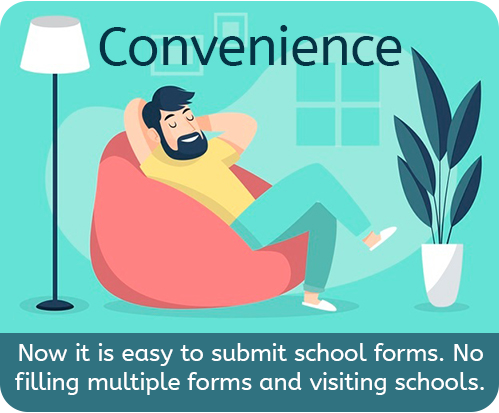 Convenience
Now it is easy to submit school forms. No
filling multiple forms and visiting schools.